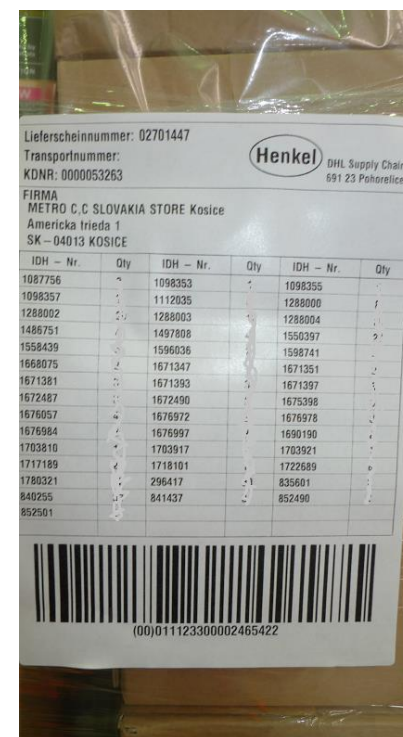 Lieferscheinnummer: 02701447
Transportnummer:
KDNR: 0000053263
Henkel
DHL Supply Chain
691 23 Pohorelice
FIRMA
METRO C,C SLOVAKIA STORE Kosice
Americka trieda 1
SK – 04013 KOSICE
IDH – Nr. Qty IDH – Nr. Qty IDH – Nr. Qty
1087756 1098353 1098355
1098357 1112035 1288000
1288002 1288003 1288004
1486751 1497808 1550397
1558439 1596036 1598741
1668075 1671347 1671351
1671381 1671393 1671397
1672487 1672490 1675398
1676057 1676972 1676978
1676984 1676997 1690190
1703810 1703917 1703921
1717189 1718101 1722689
1780321 296417 835601
840255 841437 852490
852501
(00)011123300002465422